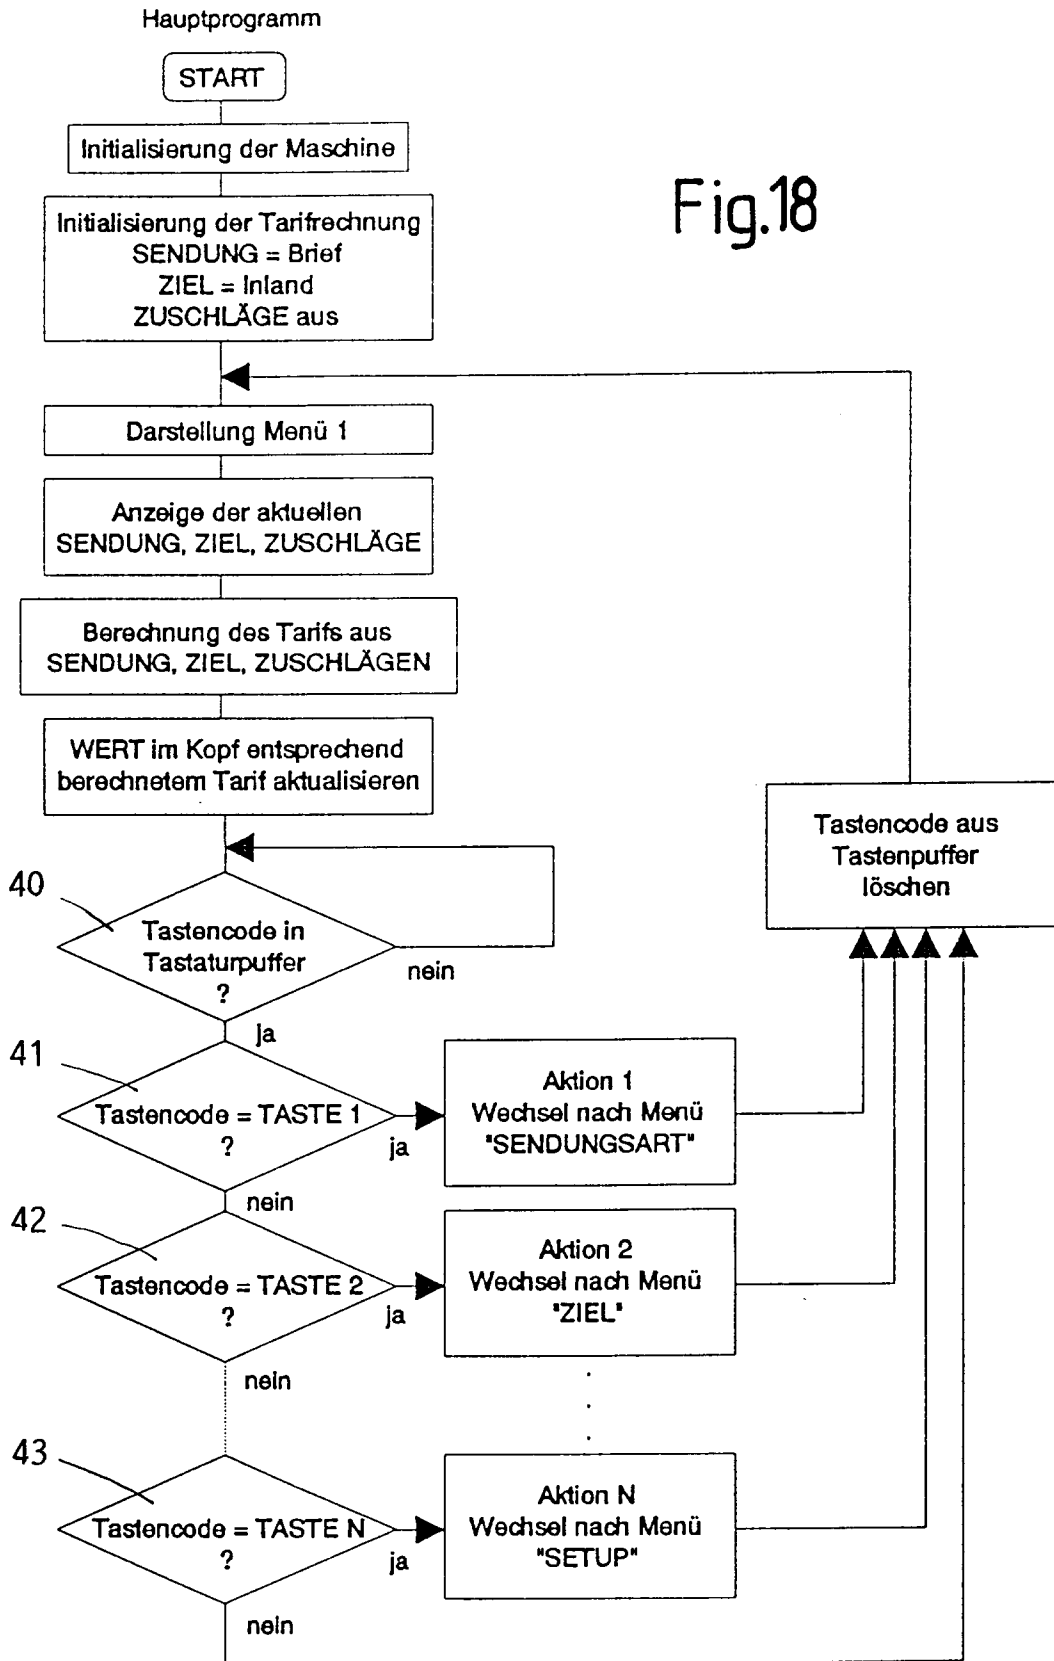 Hauptprogramm
START
Initialisierung der Maschine
Fig.18
Initialisierung der Tarifrechnung
SENDUNG = Brief
ZIEL = Inland
ZUSCHLÄGE aus
Darstellung Menü 1
Anzeige der aktuellen
SENDUNG, ZIEL, ZUSCHLÄGE
Berechnung des Tarifs aus
SENDUNG, ZIEL, ZUSCHLÄGEN
WERT im Kopf entsprechend
berechnetem Tarif aktualisieren
Tastencode aus
Tastenpuffer
löschen
40
Tastencode in
Tastaturpuffer
?
nein
ja
41
Tastencode = TASTE 1
?
ja
nein
Aktion 1
Wechsel nach Menü
"SENDUNGSART"
42
Tastencode = TASTE 2
?
ja
nein
Aktion 2
Wechsel nach Menü
"ZIEL"
43
Tastencode = TASTE N
?
ja
nein
Aktion N
Wechsel nach Menü
"SETUP"